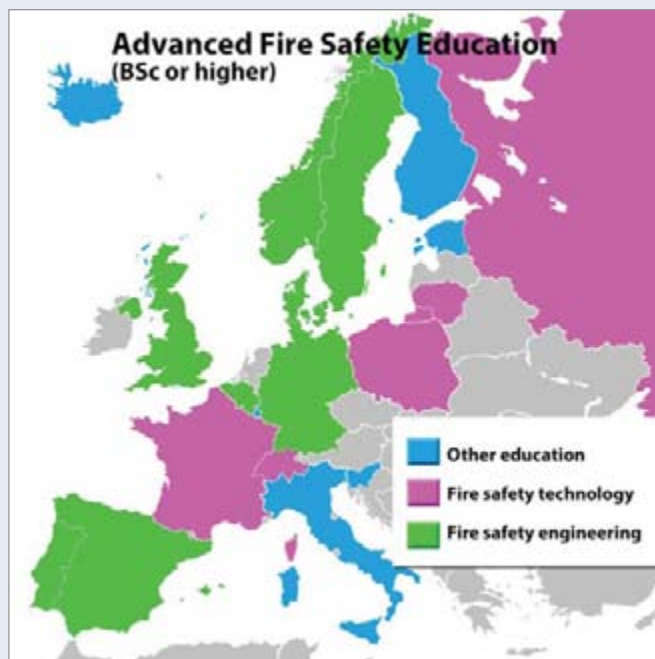 Advanced Fire Safety Education
(BSc or higher)
Other education
Fire safety technology
Fire safety engineering